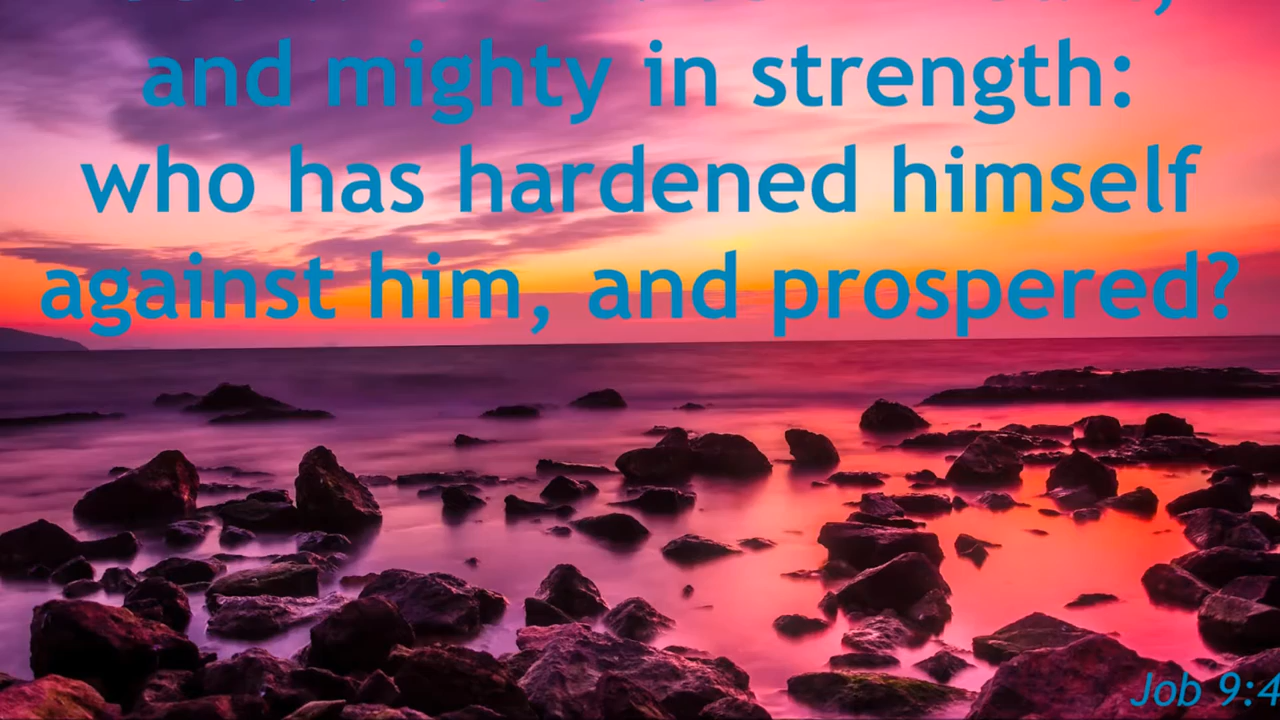 and mighty in strength:
who has hardened himself
against him, and prospered?
Job 9:4